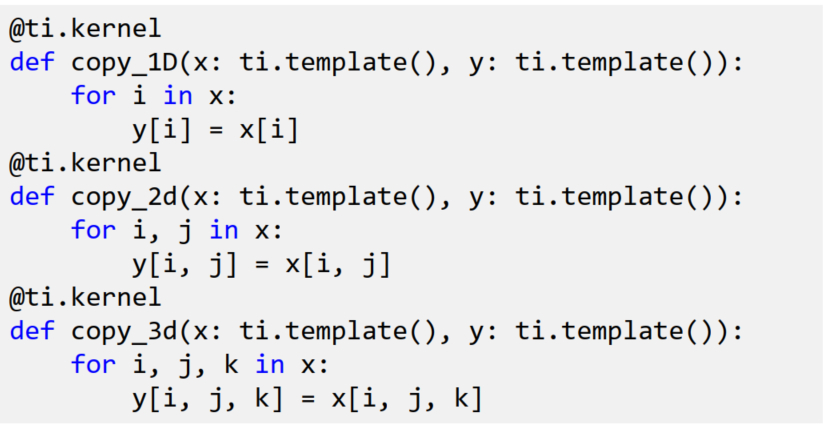 @ti.kernel
def copy_1D(x: ti.template(), y: ti.template()):
    for i in x:
        y[i] = x[i]
@ti.kernel
def copy_2d(x: ti.template(), y: ti.template()):
    for i, j in x:
        y[i, j] = x[i, j]
@ti.kernel
def copy_3d(x: ti.template(), y: ti.template()):
    for i, j, k in x:
        y[i, j, k] = x[i, j, k]